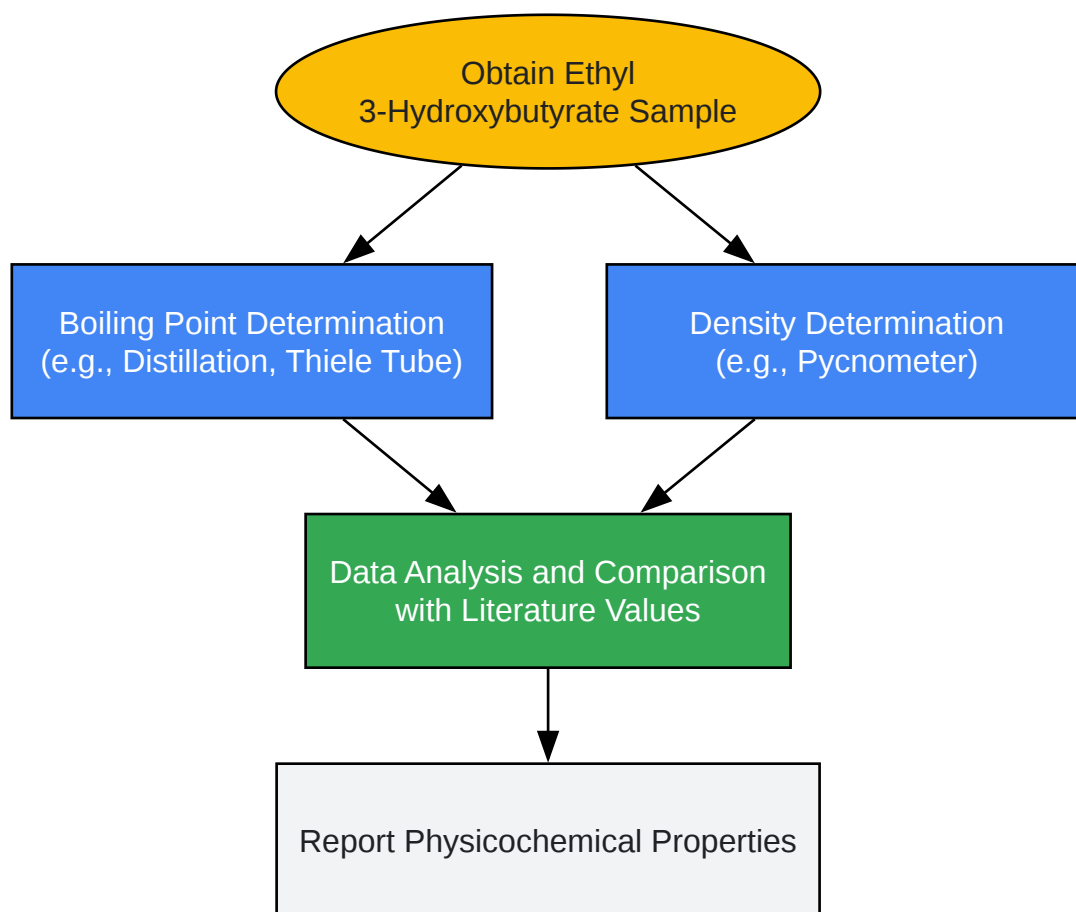 Obtain Ethyl
3-Hydroxybutyrate Sample
Boiling Point Determination
(e.g., Distillation, Thiele Tube)
Density Determination
(e.g., Pycnometer)
Data Analysis and Comparison
with Literature Values
Report Physicochemical Properties